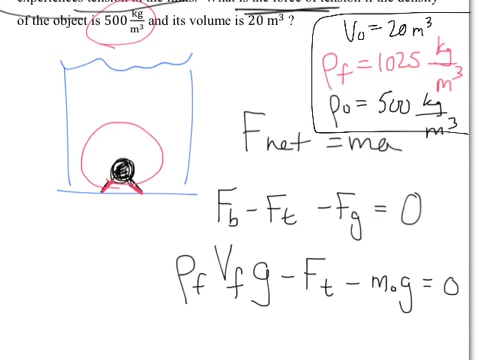 experiences tension in the links. What is the force of tension if the density
of the object is 500 kg/m³ and its volume is 20 m³ ?
V₀ = 20 m³
ρf = 1025 kg/m³
ρ₀ = 500 kg/m³
Fnet = ma
Fb − Ft − Fg = 0
ρf Vf g − Ft − m₀g = 0